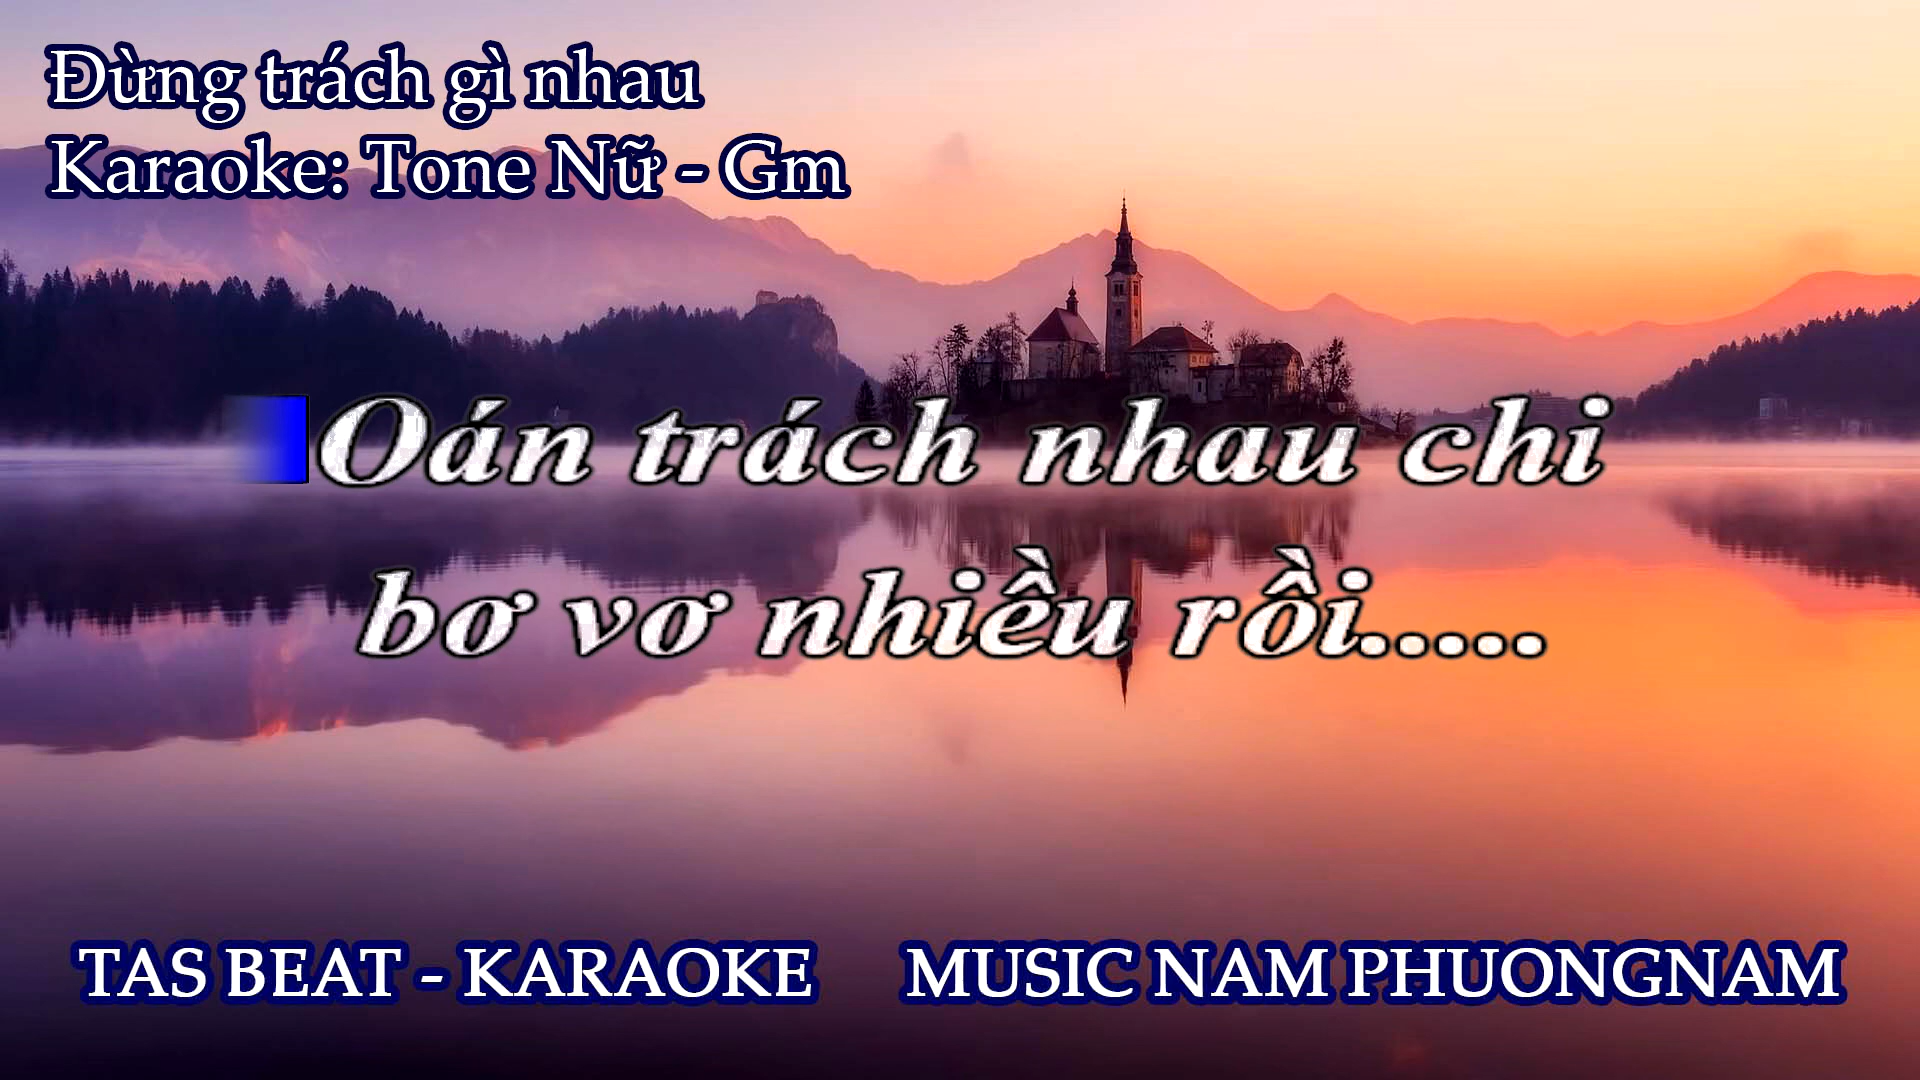 Đừng trách gì nhau
Karaoke: Tone Nữ - Gm
Oán trách nhau chi
bơ vơ nhiều rồi.....
TAS BEAT - KARAOKE MUSIC NAM PHUONGNAM